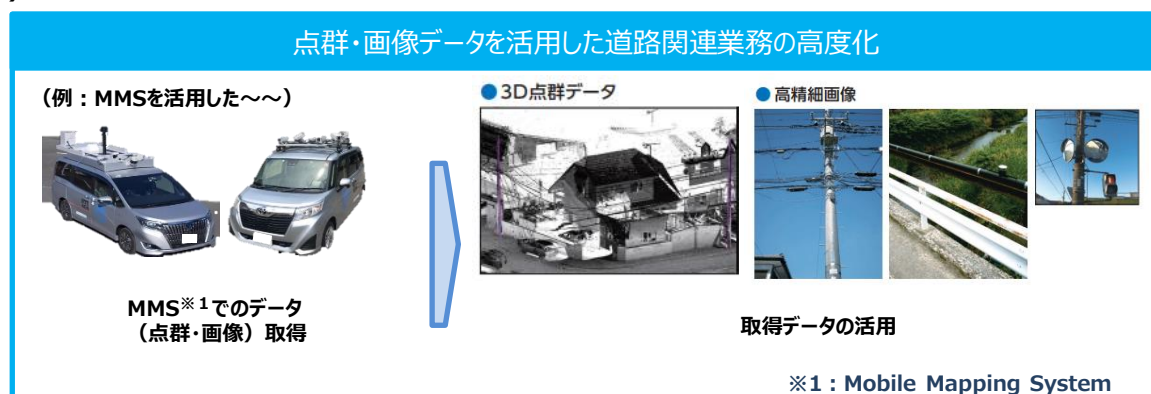 点群・画像データを活用した道路関連業務の高度化
（例：MMSを活用した～～）
● 3D点群データ
● 高精細画像
MMS※1でのデータ
（点群・画像）取得
取得データの活用
※1：Mobile Mapping System